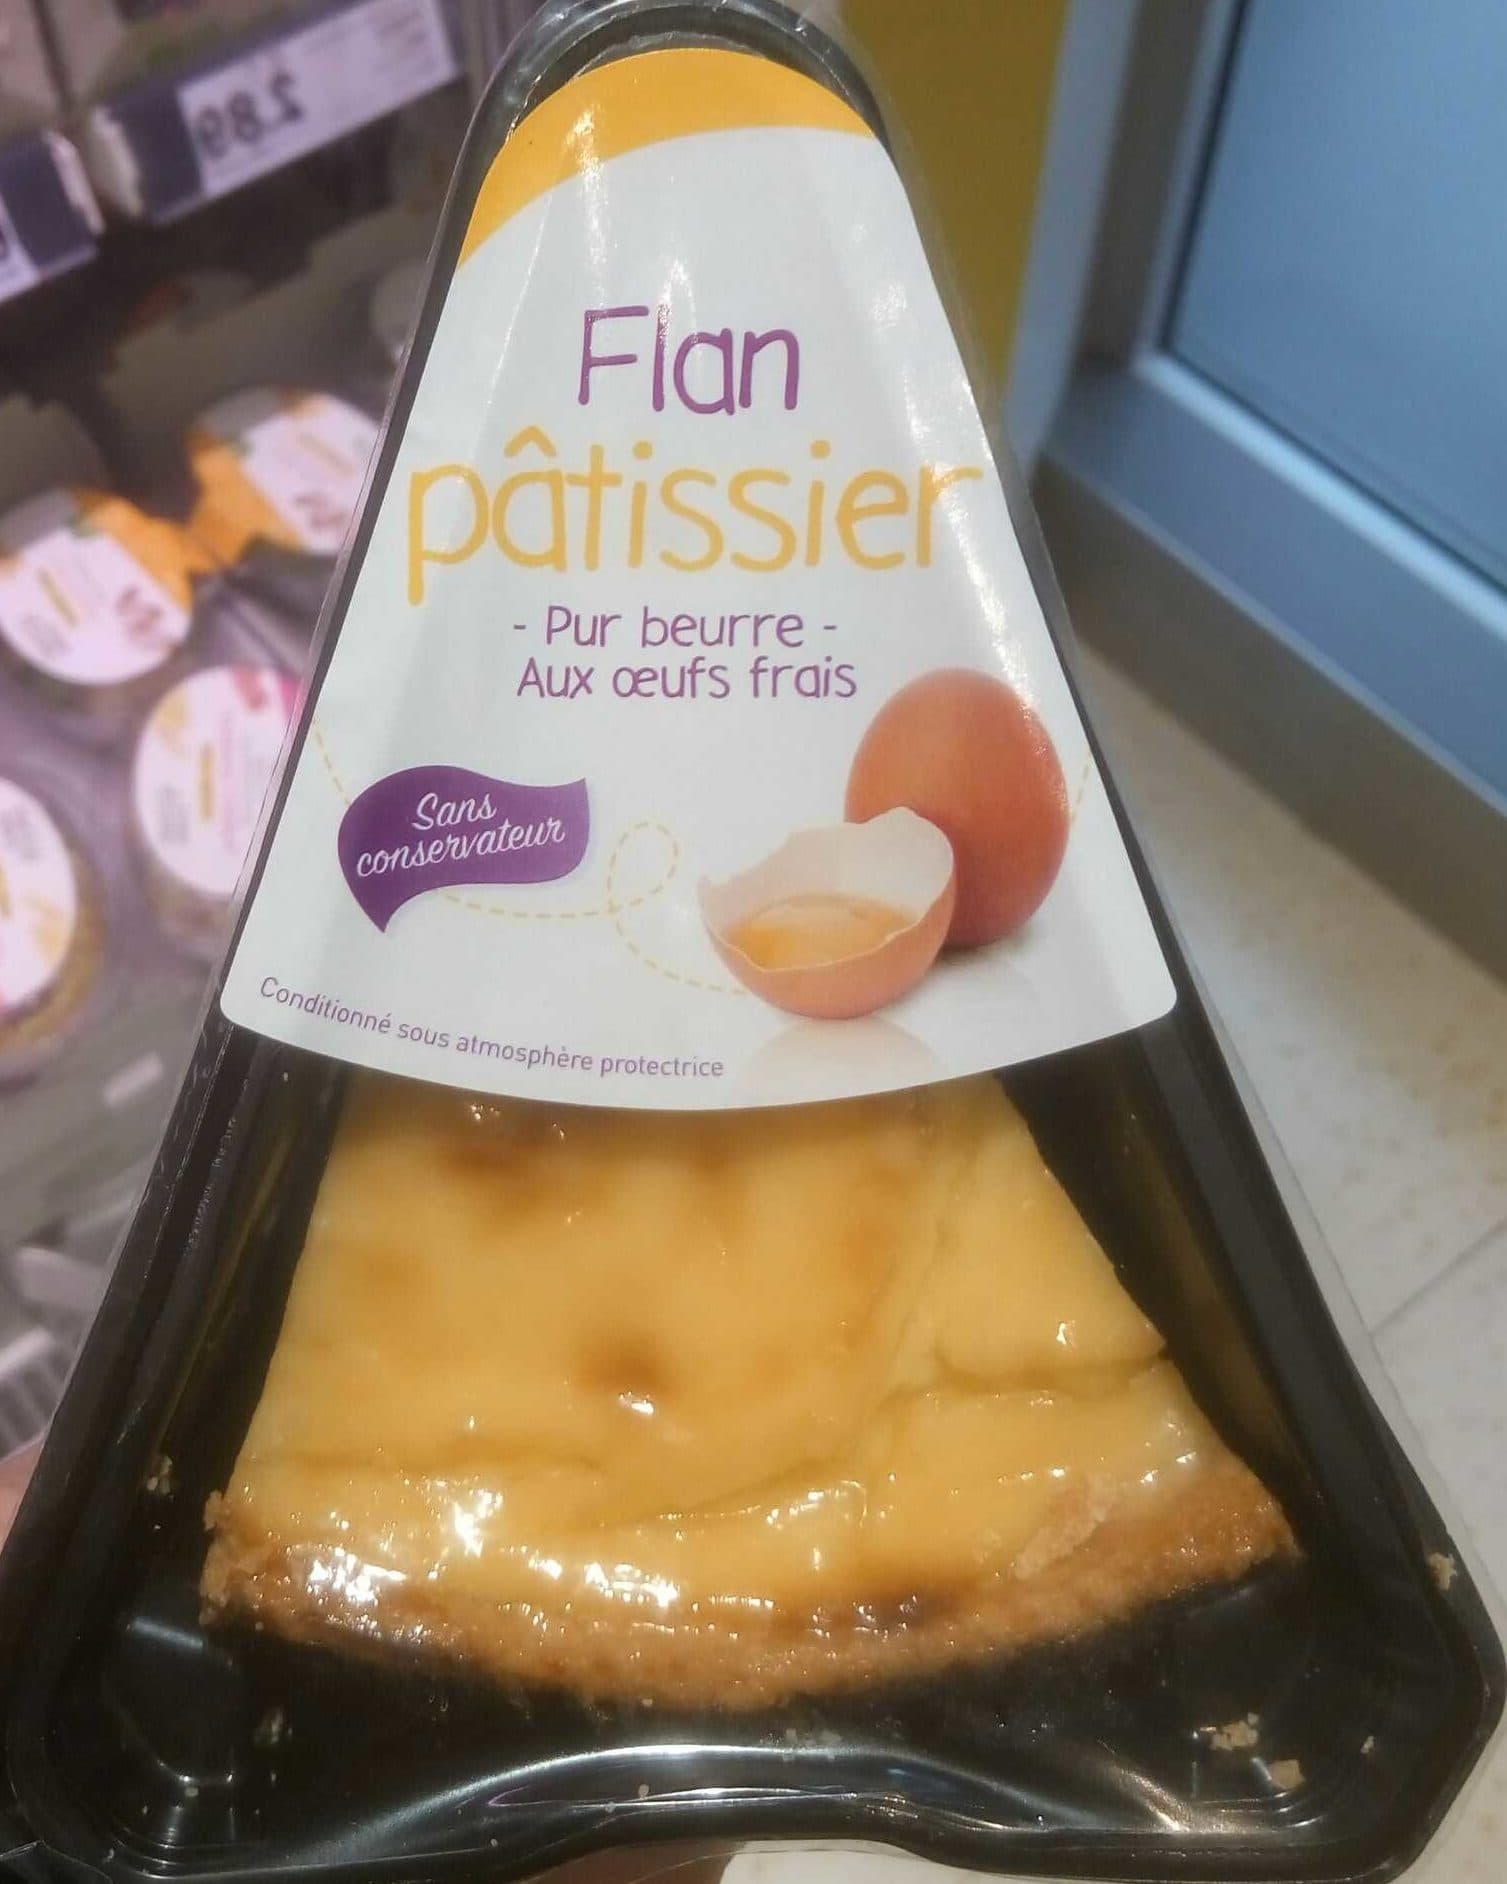 2.89
Flan
pâtissier
- Pur beurre -
Aux œufs frais
Sans
conservateur
Conditionné sous atmosphère protectrice